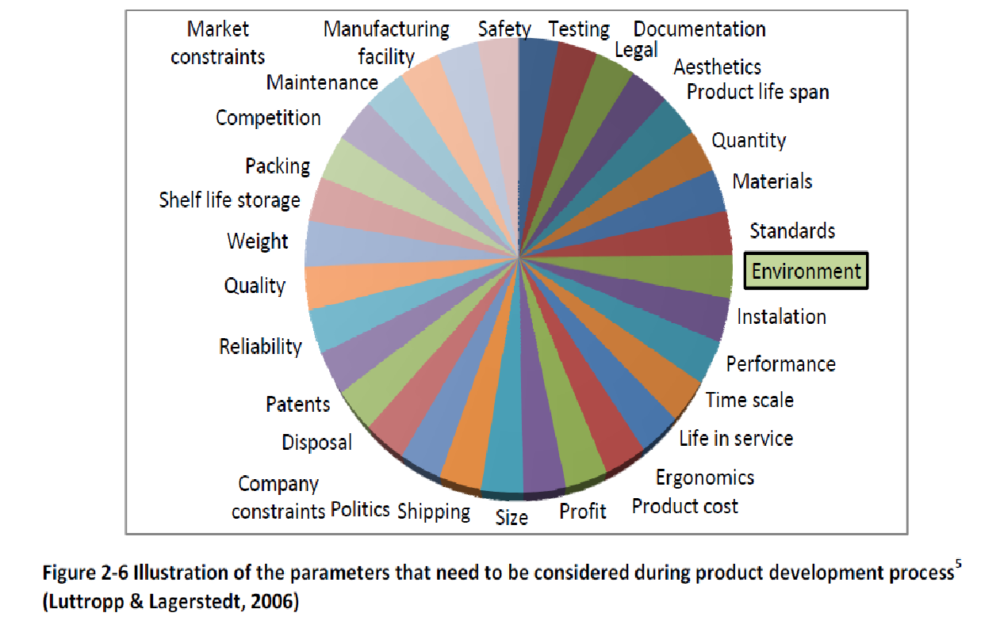 Market
constraints
Manufacturing
facility
Safety
Testing
Documentation
Legal
Aesthetics
Product life span
Quantity
Materials
Standards
Environment
Instalation
Performance
Time scale
Life in service
Ergonomics
Product cost
Profit
Size
Shipping
Politics
Company
constraints
Disposal
Patents
Reliability
Quality
Weight
Shelf life storage
Packing
Competition
Maintenance
Figure 2-6 Illustration of the parameters that need to be considered during product development process5
(Luttropp & Lagerstedt, 2006)